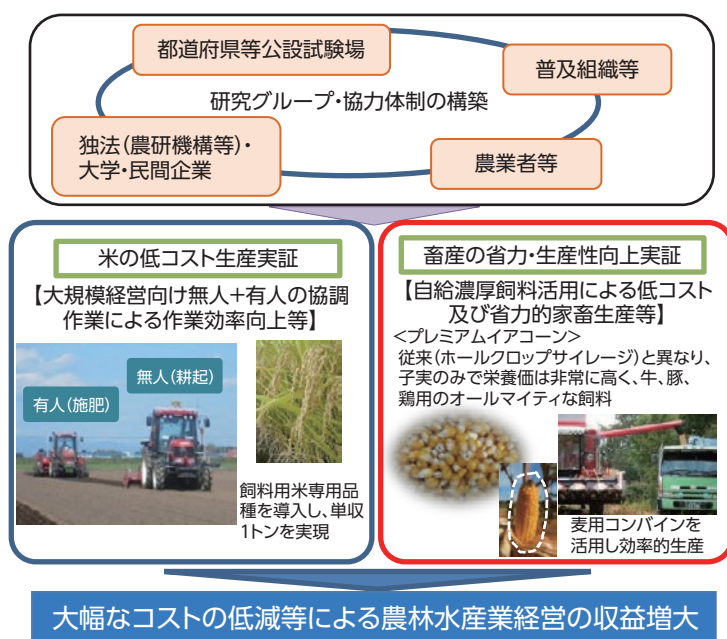 都道府県等公設試験場
普及組織等
研究グループ・協力体制の構築
独法(農研機構等)・
大学・民間企業
農業者等
米の低コスト生産実証
【大規模経営向け無人+有人の協調
作業による作業効率向上等】
無人(耕起)
有人(施肥)
飼料用米専用品
種を導入し、単収
1トンを実現
畜産の省力・生産性向上実証
【自給濃厚飼料活用による低コスト
及び省力的家畜生産等】
<プレミアムイアコーン>
従来(ホールクロップサイレージ)と異なり、
子実のみで栄養価は非常に高く、牛、豚、
鶏用のオールマイティな飼料
麦用コンバインを
活用し効率的生産
大幅なコストの低減等による農林水産業経営の収益増大